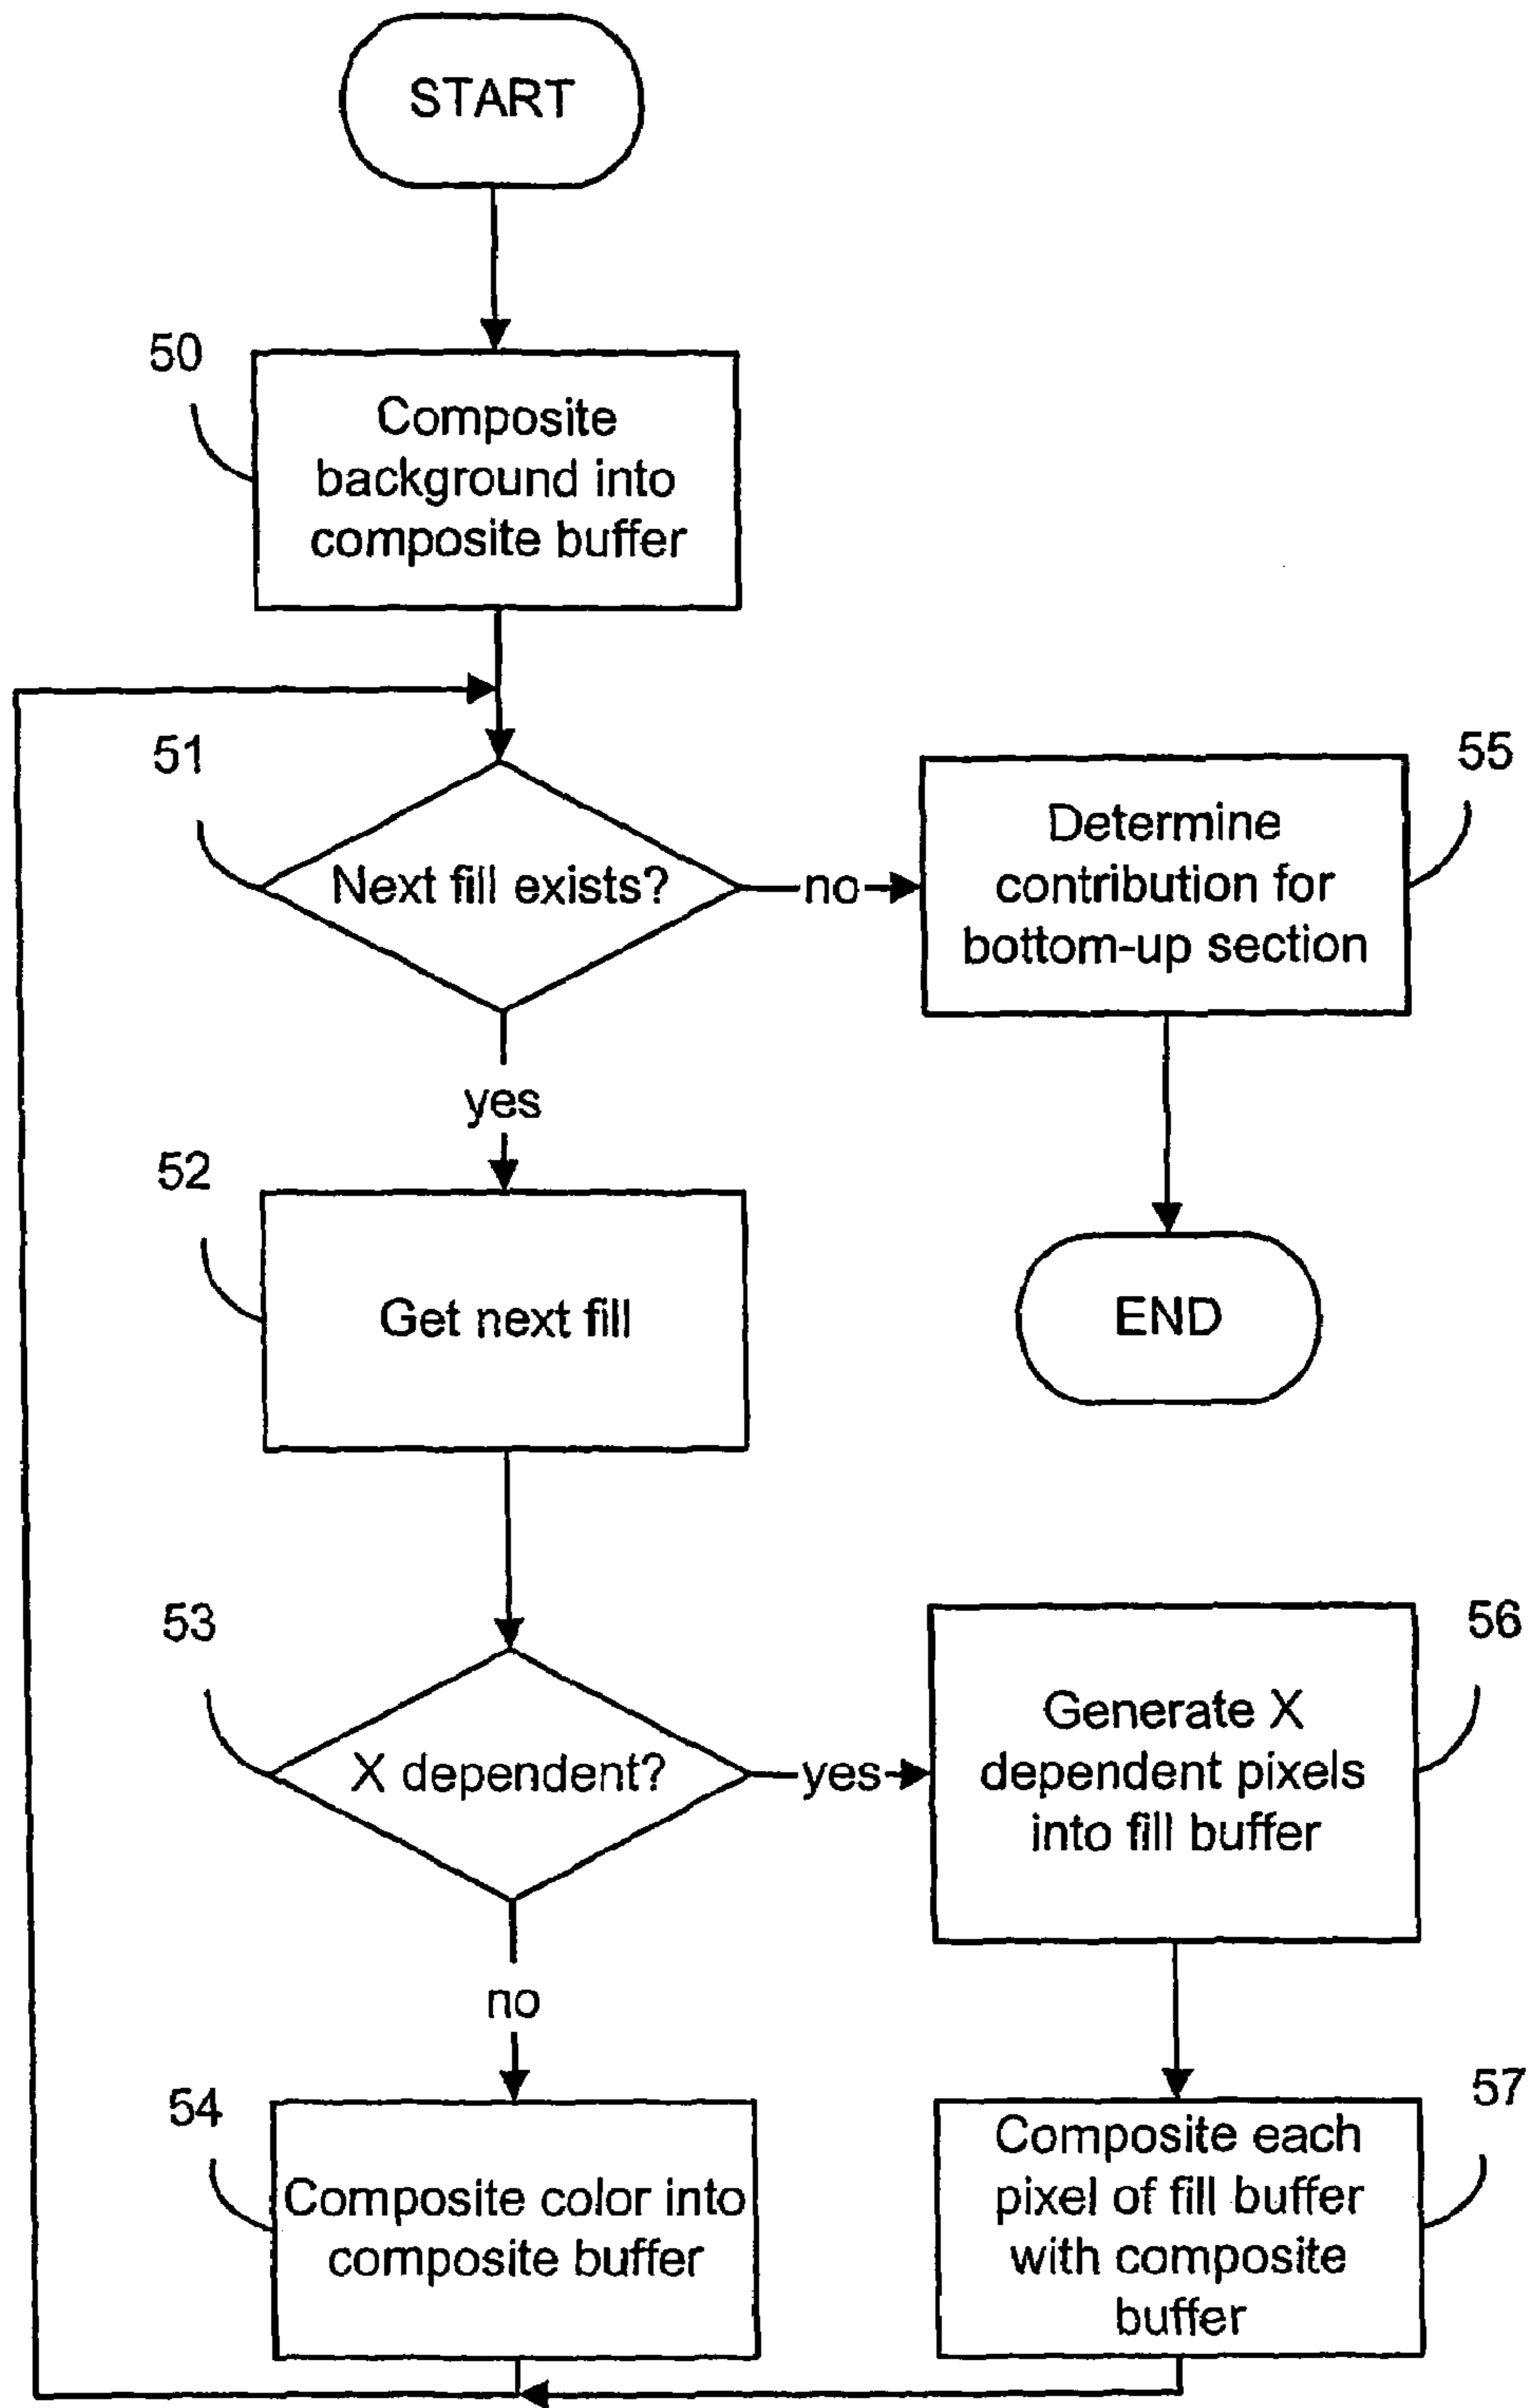 START
50
Composite
background into
composite buffer
51
Next fill exists?
no
55
Determine
contribution for
bottom-up section
yes
52
Get next fill
END
53
X dependent?
yes
56
Generate X
dependent pixels
into fill buffer
no
54
Composite color into
composite buffer
57
Composite each
pixel of fill buffer
with composite
buffer